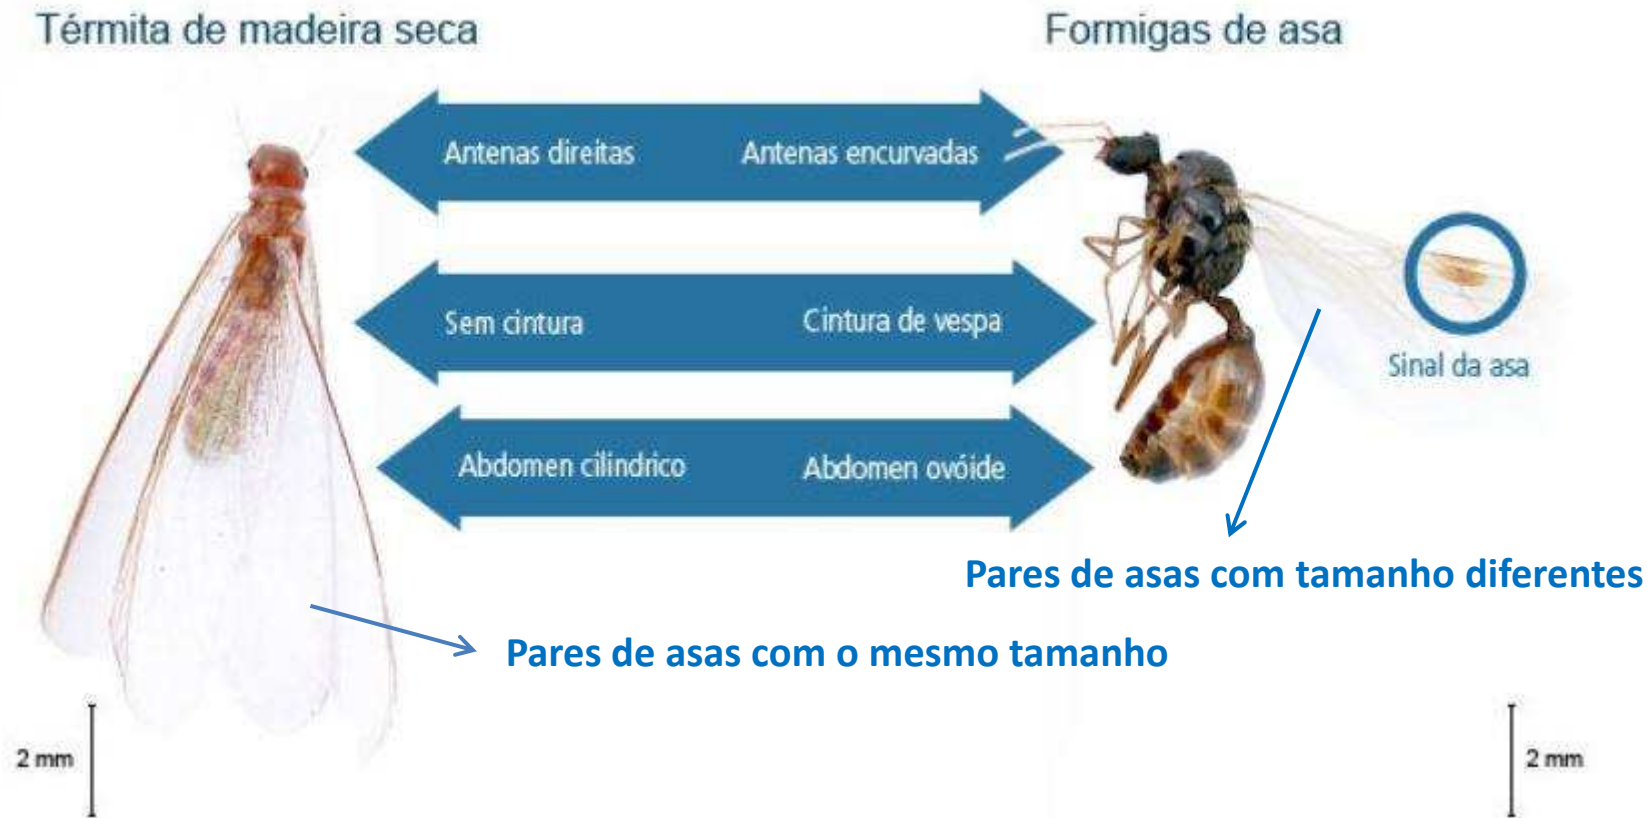 Térmita de madeira seca
Formigas de asa
Antenas direitas
Antenas encurvadas
Sem cintura
Cintura de vespa
Sinal da asa
Abdomen cilíndrico
Abdomen ovóide
Pares de asas com tamanho diferentes
Pares de asas com o mesmo tamanho
2 mm
2 mm